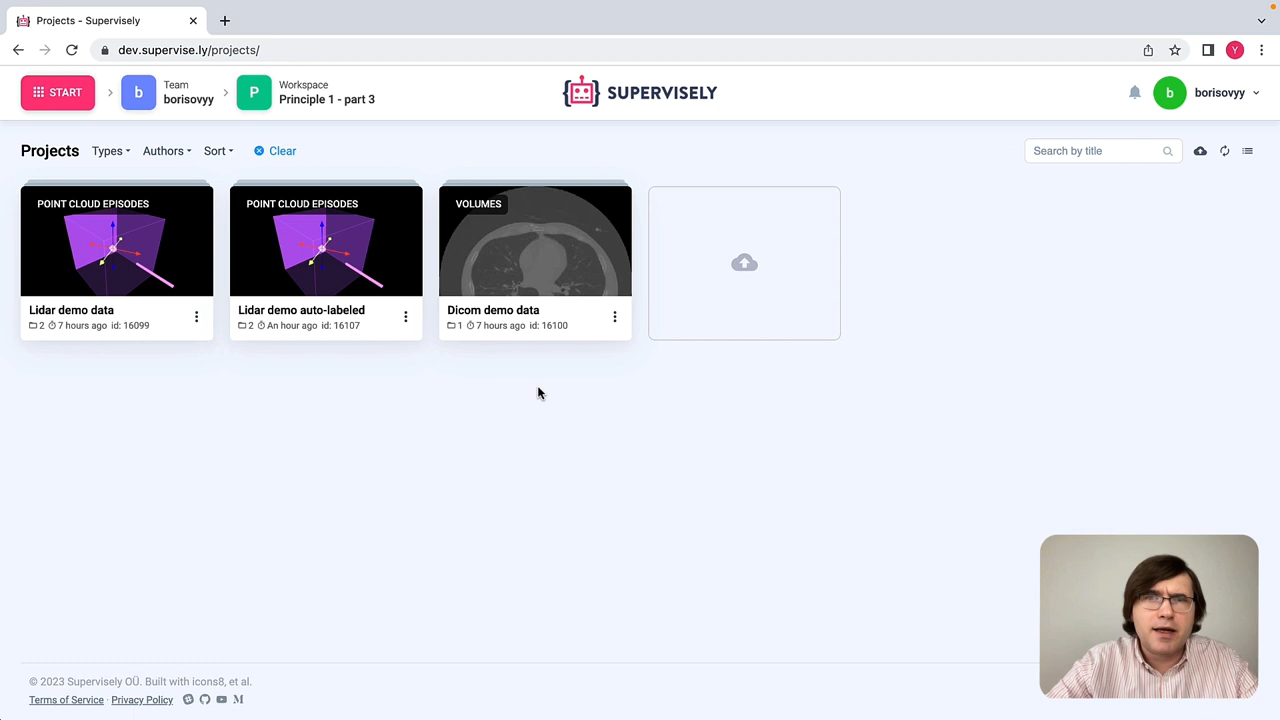 Projects - Supervisely
dev.supervise.ly/projects/
Y
START
b
Team
borisovyy
P
Workspace
Principle 1 - part 3
SUPERVISELY
b
borisovyy
Projects
Types
Authors
Sort
Clear
Search by title
POINT CLOUD EPISODES
Lidar demo data
2 7 hours ago id: 16099
POINT CLOUD EPISODES
Lidar demo auto-labeled
2 An hour ago id: 16107
VOLUMES
Dicom demo data
1 7 hours ago id: 16100
© 2023 Supervisely OÜ. Built with icons8, et al.
Terms of Service · Privacy Policy